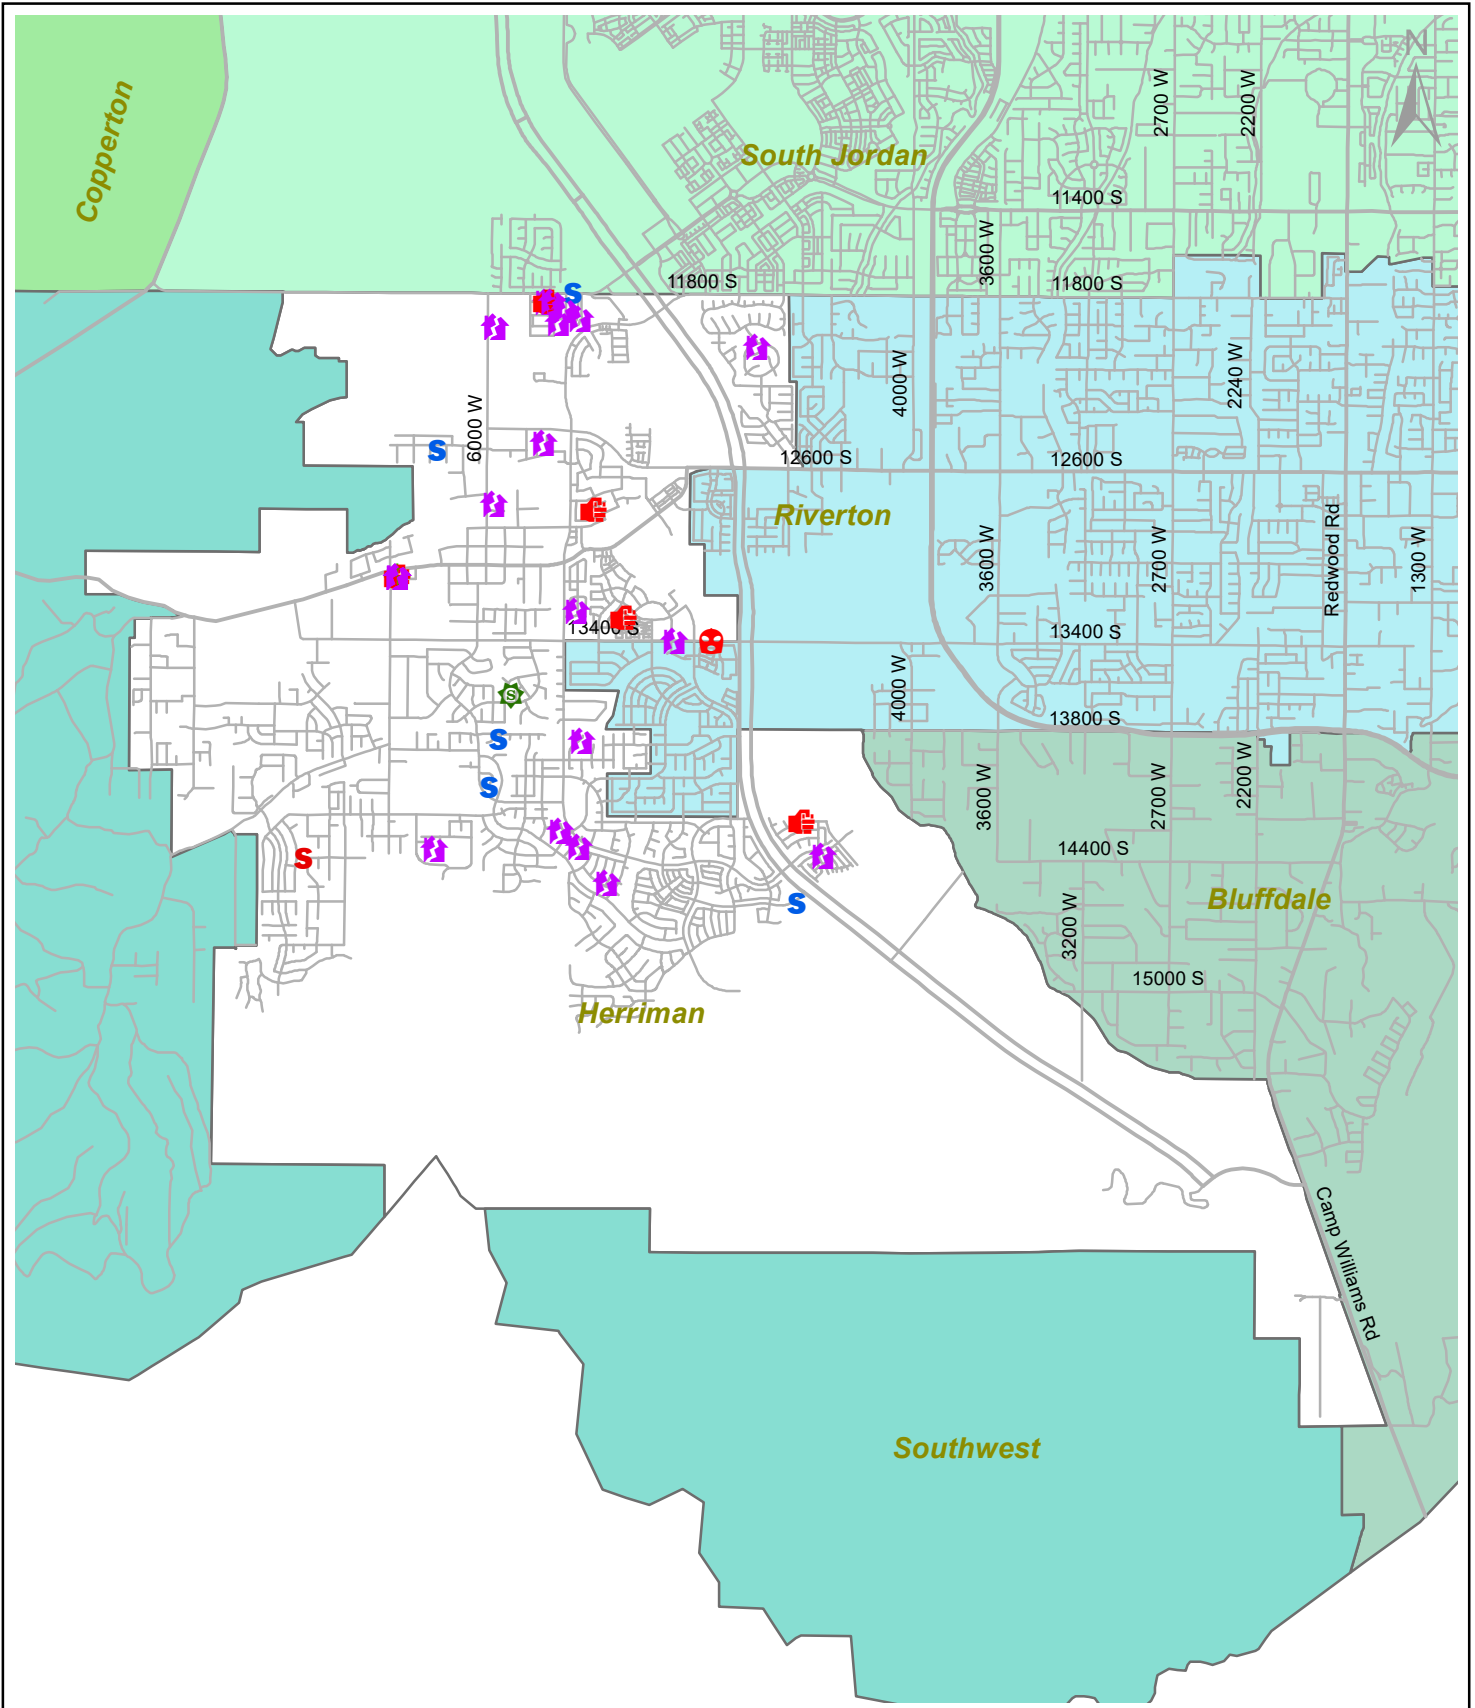 N
Copperton
2700 W
2200 W
South Jordan
11400 S
3600 W
11800 S
11800 S
S
4000 W
2240 W
6000 W
S
12600 S
12600 S
Riverton
Redwood Rd
3600 W
2700 W
1300 W
13400 S
13400 S
4000 W
S
13800 S
S
2200 W
S
3600 W
2700 W
14400 S
S
Bluffdale
S
3200 W
15000 S
Herriman
Camp Williams Rd
Southwest